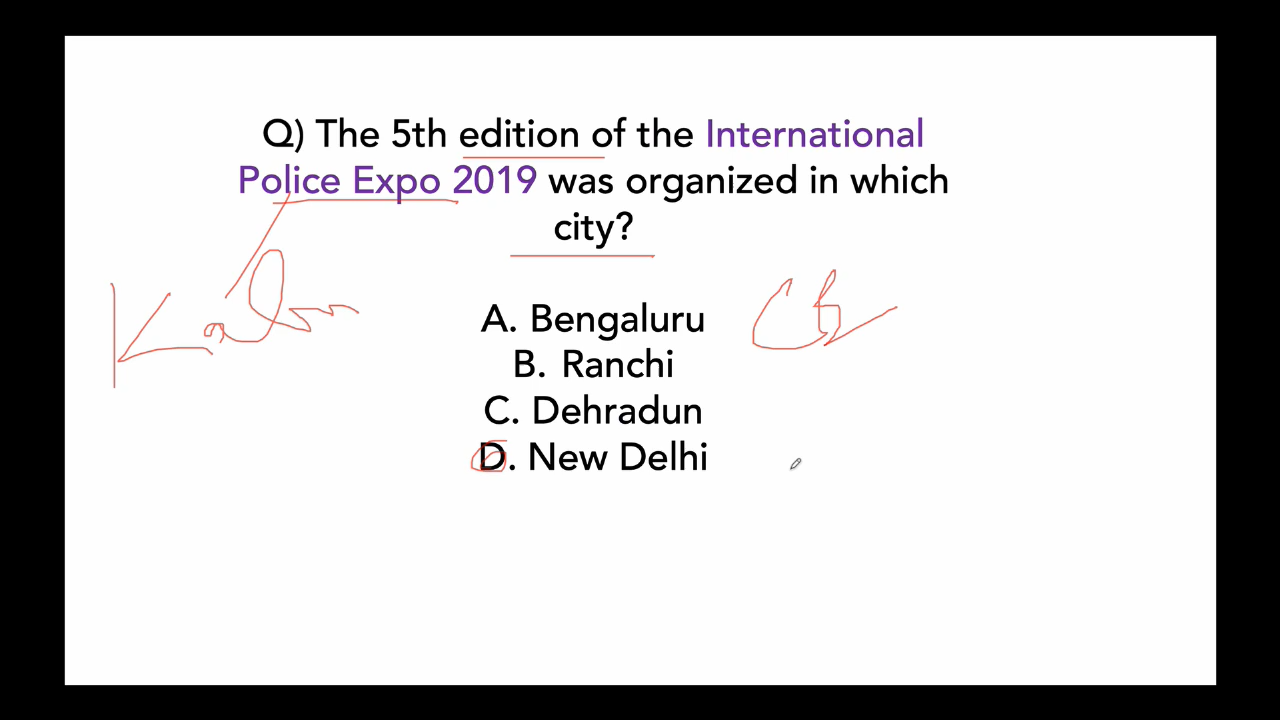 Q) The 5th edition of the International
Police Expo 2019 was organized in which
city?
A. Bengaluru
B. Ranchi
C. Dehradun
D. New Delhi